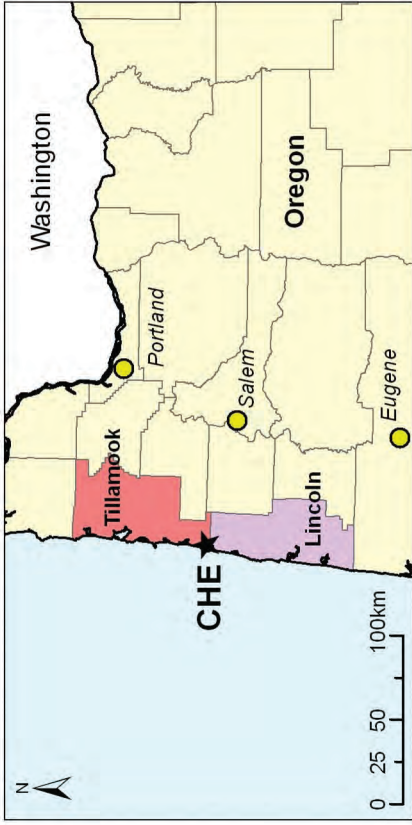 Washington
Portland
Tillamook
Salem
Oregon
CHE
Lincoln
Eugene
N
0 25 50 100km